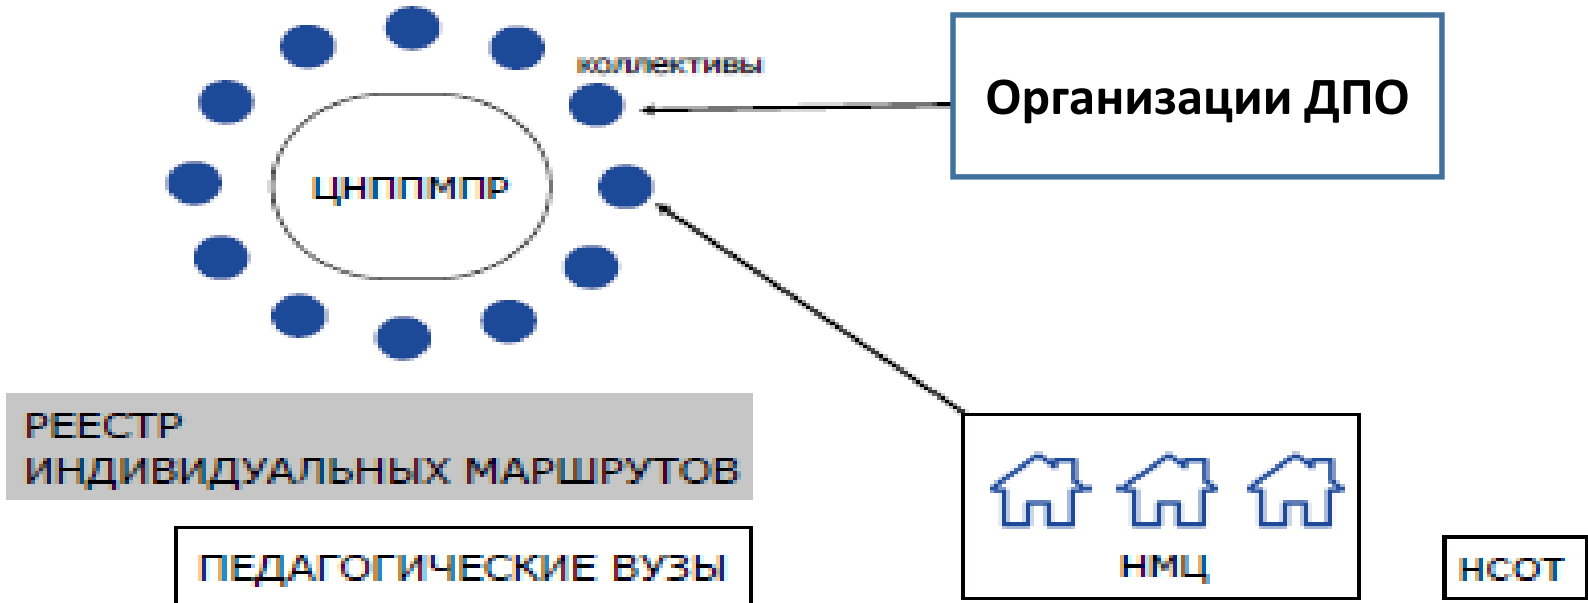 коллективы
Организации ДПО
ЦНППМПР
РЕЕСТР
ИНДИВИДУАЛЬНЫХ МАРШРУТОВ
ПЕДАГОГИЧЕСКИЕ ВУЗЫ
НМЦ
НСОТ